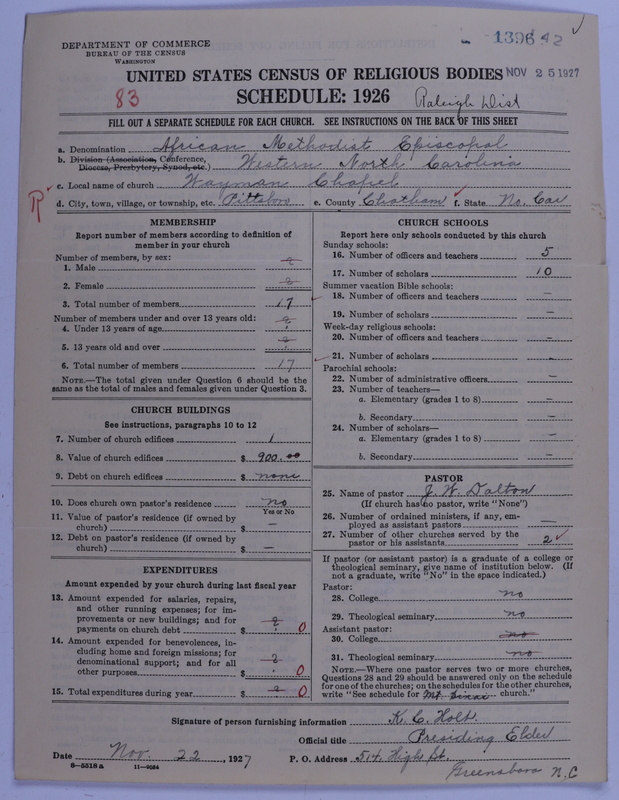 DEPARTMENT OF COMMERCE
BUREAU OF THE CENSUS
WASHINGTON
139642
UNITED STATES CENSUS OF RELIGIOUS BODIES NOV 25 1927
83
SCHEDULE: 1926 Raleigh Dist
FILL OUT A SEPARATE SCHEDULE FOR EACH CHURCH. SEE INSTRUCTIONS ON THE BACK OF THIS SHEET
a. Denomination African Methodist Episcopal
b. Division (Association, Conference, Diocese, Presbytery, Synod, etc.) Western North Carolina
R
c. Local name of church Wayman Chapel
d. City, town, village, or township, etc. Pittsboro e. County Chatham f. State No. Car
MEMBERSHIP
Report number of members according to definition of
member in your church
Number of members, by sex:
1. Male ?
2. Female ?
3. Total number of members 17
Number of members under and over 13 years old:
4. Under 13 years of age ?
5. 13 years old and over ?
6. Total number of members 17
NOTE.—The total given under Question 6 should be the
same as the total of males and females given under Question 3.
CHURCH BUILDINGS
See instructions, paragraphs 10 to 12
7. Number of church edifices 1
8. Value of church edifices $ 900.00
9. Debt on church edifices $ none
10. Does church own pastor's residence no
Yes or No
11. Value of pastor's residence (if owned by
church) $ —
12. Debt on pastor's residence (if owned by
church) $ —
EXPENDITURES
Amount expended by your church during last fiscal year
13. Amount expended for salaries, repairs,
and other running expenses; for im-
provements or new buildings; and for
payments on church debt $ ? 0
14. Amount expended for benevolences, in-
cluding home and foreign missions; for
denominational support; and for all
other purposes $ ? 0
15. Total expenditures during year $ ? 0
CHURCH SCHOOLS
Report here only schools conducted by this church
Sunday schools:
16. Number of officers and teachers 5
17. Number of scholars 10
Summer vacation Bible schools:
18. Number of officers and teachers —
19. Number of scholars —
Week-day religious schools:
20. Number of officers and teachers —
21. Number of scholars —
Parochial schools:
22. Number of administrative officers —
23. Number of teachers—
a. Elementary (grades 1 to 8) —
b. Secondary —
24. Number of scholars—
a. Elementary (grades 1 to 8) —
b. Secondary —
PASTOR
25. Name of pastor J. W. Dalton
(If church has no pastor, write "None")
26. Number of ordained ministers, if any, em-
ployed as assistant pastors —
27. Number of other churches served by the
pastor or his assistants 2
If pastor (or assistant pastor) is a graduate of a college or
theological seminary, give name of institution below. (If
not a graduate, write "No" in the space indicated.)
Pastor:
28. College no
29. Theological seminary no
Assistant pastor:
30. College no
31. Theological seminary no
NOTE.—Where one pastor serves two or more churches,
Questions 28 and 29 should be answered only on the schedule
for one of the churches; on the schedules for the other churches,
write "See schedule for Mt. Sinai church."
Signature of person furnishing information K. C. Holt
Official title Presiding Elder
Date Nov. 22, 1927 P. O. Address 514 High St.
8—5518a 11—9024 Greensboro N.C